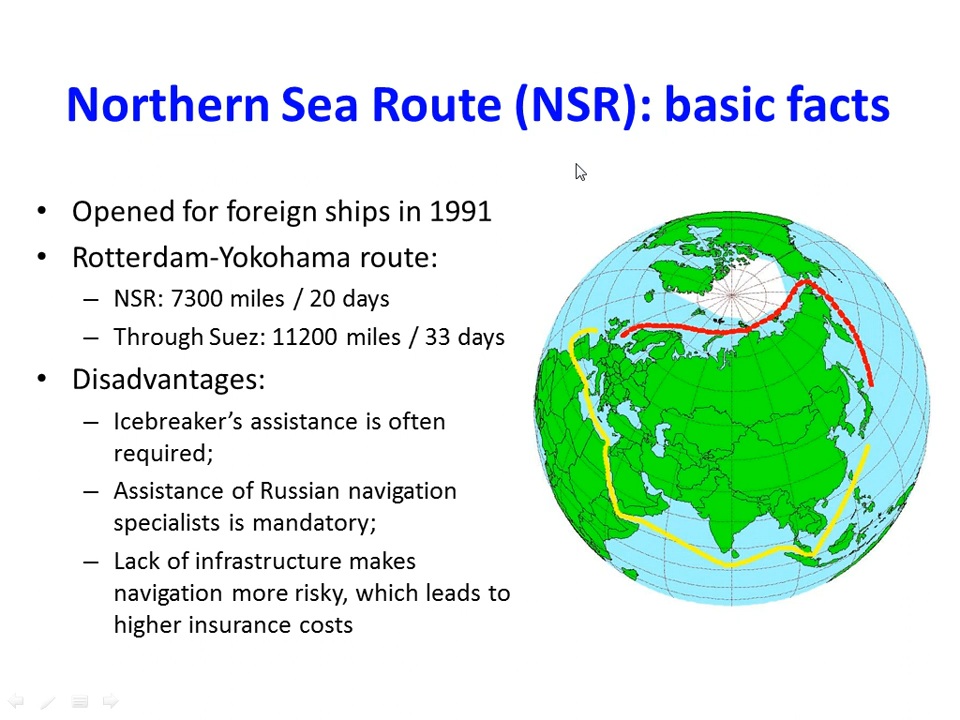 Northern Sea Route (NSR): basic facts
• Opened for foreign ships in 1991
• Rotterdam-Yokohama route:
– NSR: 7300 miles / 20 days
– Through Suez: 11200 miles / 33 days
• Disadvantages:
– Icebreaker’s assistance is often
required;
– Assistance of Russian navigation
specialists is mandatory;
– Lack of infrastructure makes
navigation more risky, which leads to
higher insurance costs